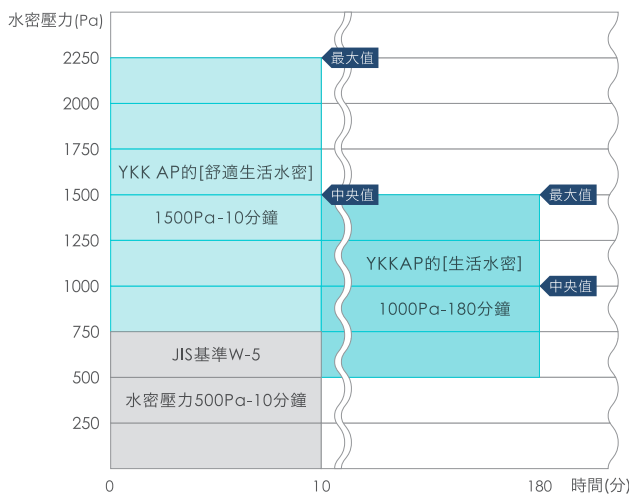 水密壓力(Pa)
2250
最大值
2000
1750
YKK AP的[舒適生活水密]
1500
中央值
最大值
1500Pa-10分鐘
1250
YKKAP的[生活水密]
1000
中央值
1000Pa-180分鐘
750
JIS基準W-5
500
水密壓力500Pa-10分鐘
250
0
10
180
時間(分)